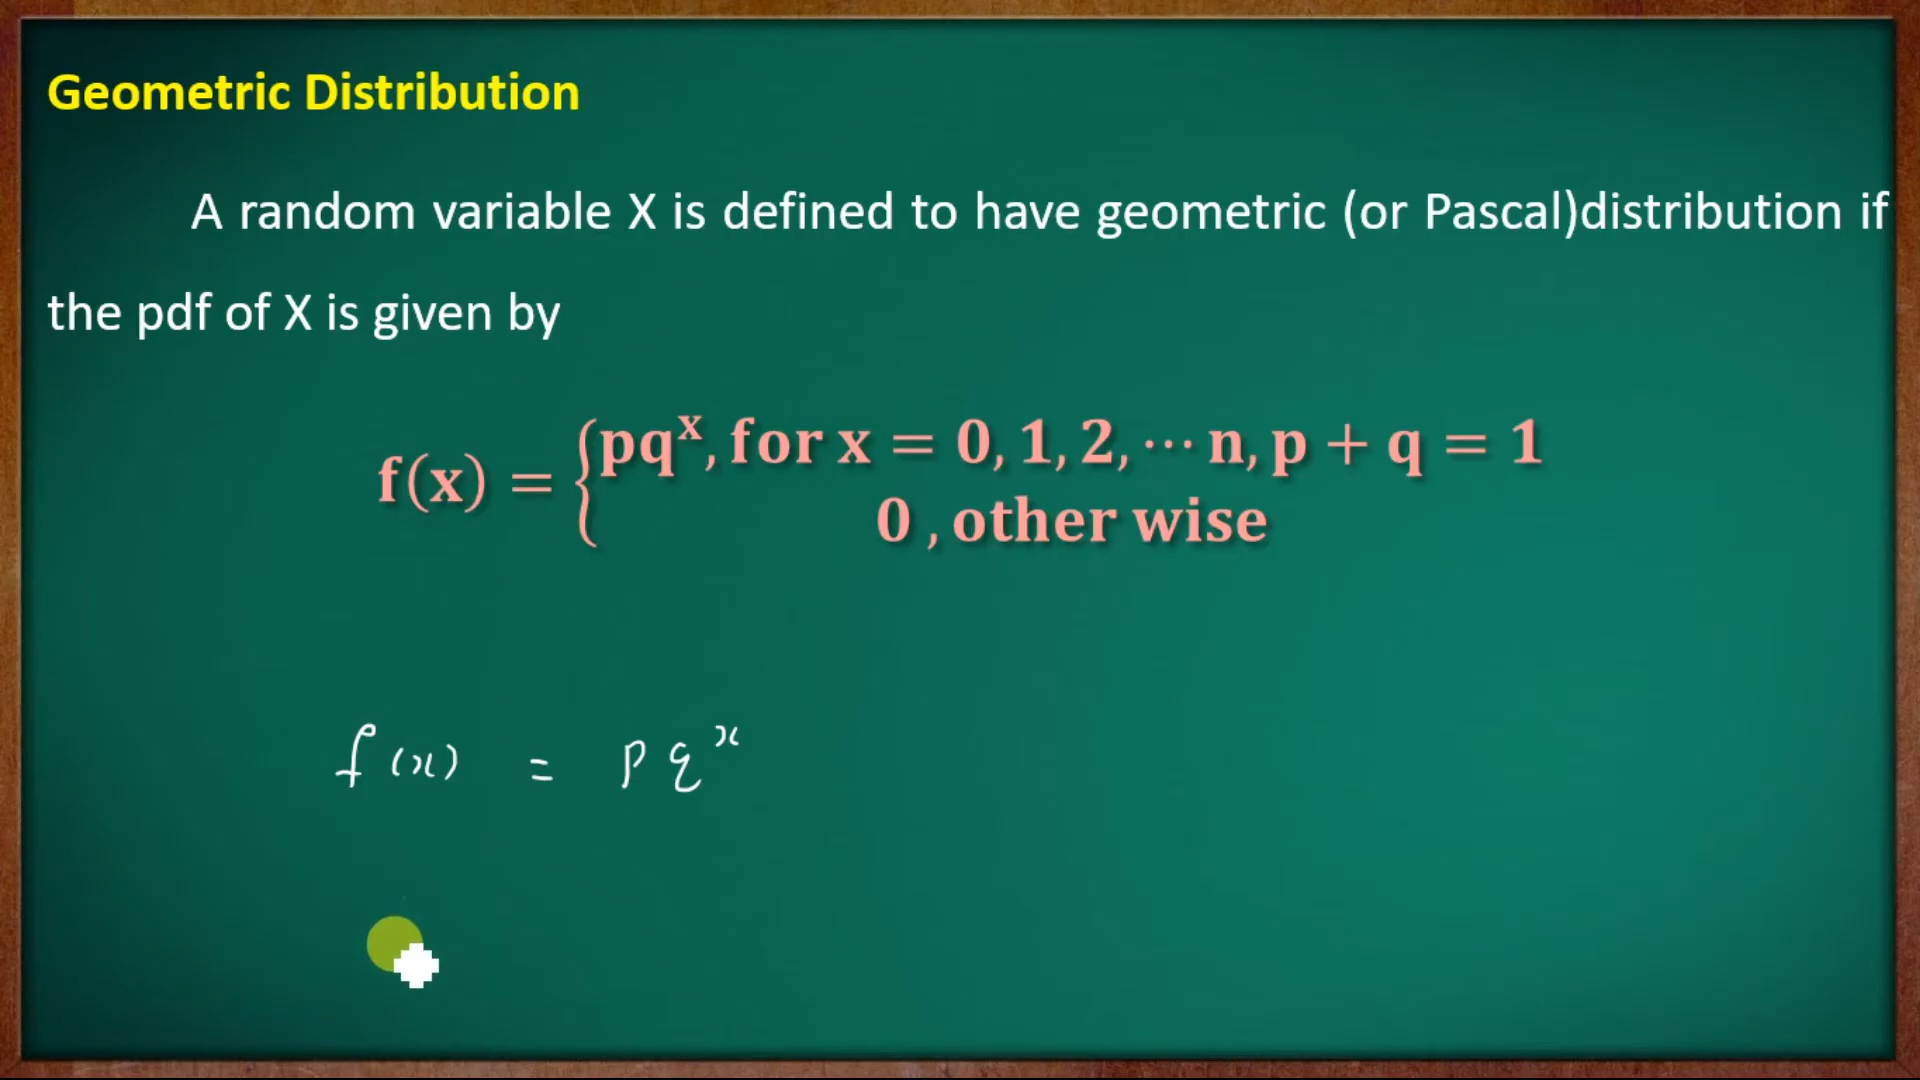 Geometric Distribution
A random variable X is defined to have geometric (or Pascal)distribution if
the pdf of X is given by
f(x) = {pq^x, for x = 0, 1, 2, ⋯ n, p + q = 1
0 , other wise
f(x) = pq^x